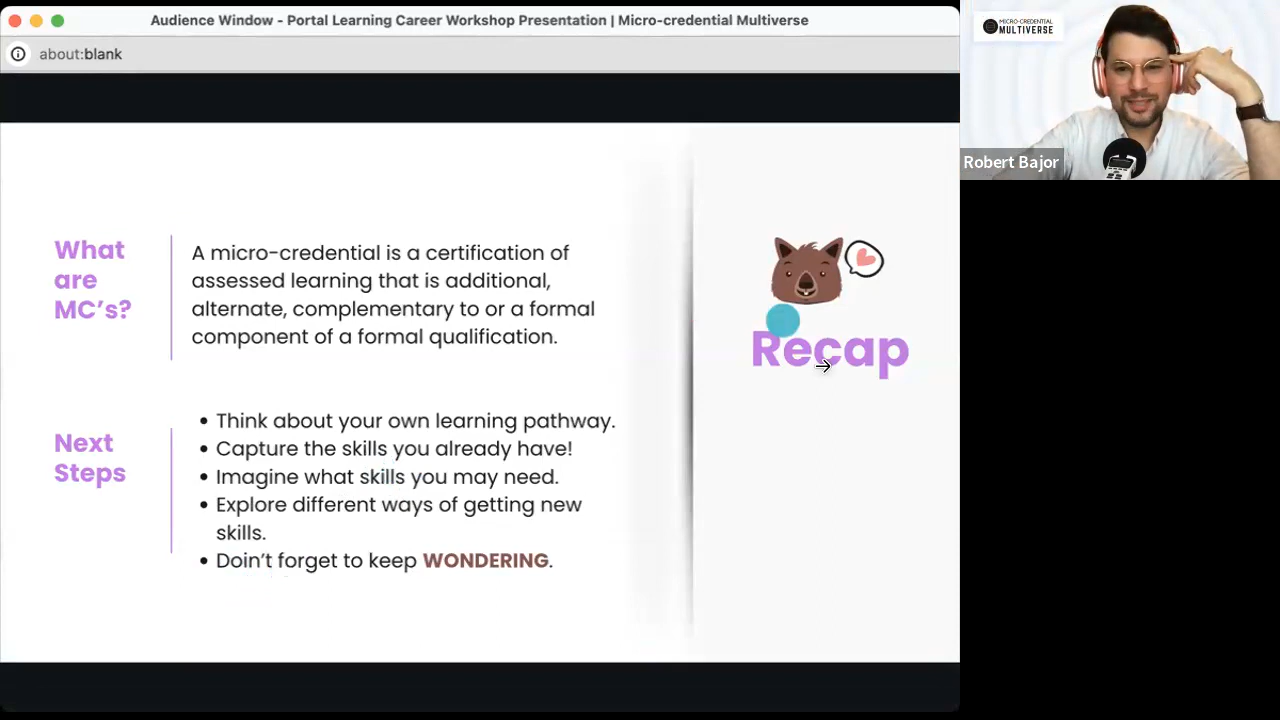 Audience Window - Portal Learning Career Workshop Presentation | Micro-credential Multiverse
about:blank
MICRO-CREDENTIAL
MULTIVERSE
Robert Bajor
What
are
MC's?
A micro-credential is a certification of
assessed learning that is additional,
alternate, complementary to or a formal
component of a formal qualification.
Recap
Next
Steps
• Think about your own learning pathway.
• Capture the skills you already have!
• Imagine what skills you may need.
• Explore different ways of getting new
skills.
• Doin't forget to keep WONDERING.